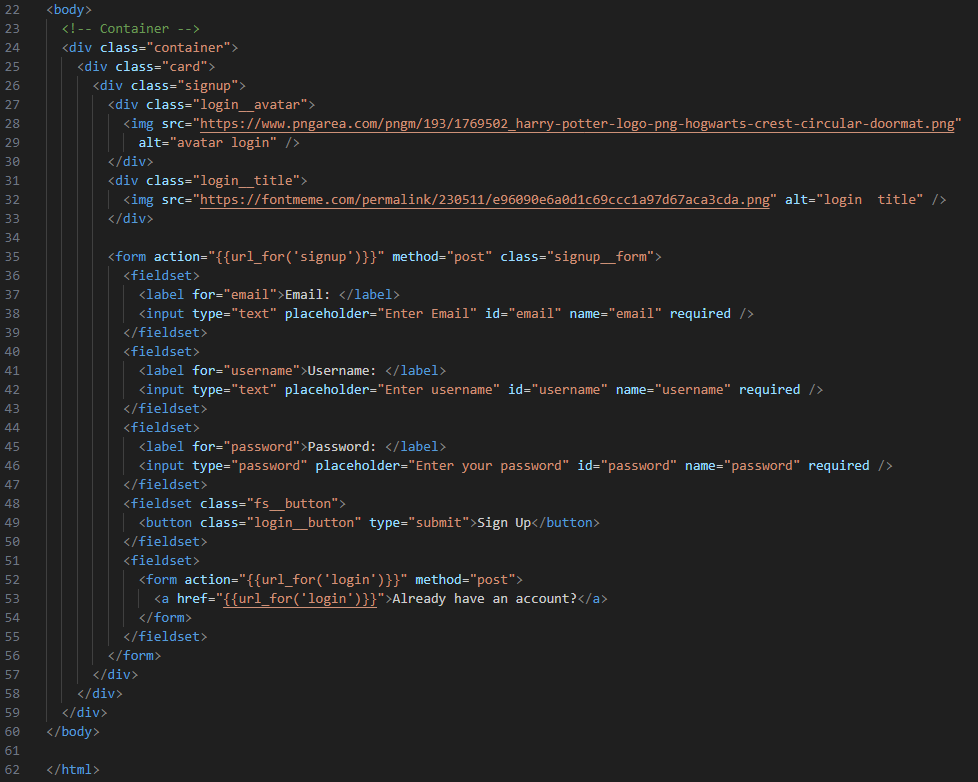 22 <body>
23 <!-- Container -->
24 <div class="container">
25 <div class="card">
26 <div class="signup">
27 <div class="login__avatar">
28 <img src="https://www.pngarea.com/pngm/193/1769502_harry-potter-logo-png-hogwarts-crest-circular-doormat.png"
29 alt="avatar login" />
30 </div>
31 <div class="login__title">
32 <img src="https://fontmeme.com/permalink/230511/e96090e6a0d1c69ccc1a97d67aca3cda.png" alt="login  title" />
33 </div>
34
35 <form action="{{url_for('signup')}}" method="post" class="signup__form">
36 <fieldset>
37 <label for="email">Email: </label>
38 <input type="text" placeholder="Enter Email" id="email" name="email" required />
39 </fieldset>
40 <fieldset>
41 <label for="username">Username: </label>
42 <input type="text" placeholder="Enter username" id="username" name="username" required />
43 </fieldset>
44 <fieldset>
45 <label for="password">Password: </label>
46 <input type="password" placeholder="Enter your password" id="password" name="password" required />
47 </fieldset>
48 <fieldset class="fs__button">
49 <button class="login__button" type="submit">Sign Up</button>
50 </fieldset>
51 <fieldset>
52 <form action="{{url_for('login')}}" method="post">
53 <a href="{{url_for('login')}}">Already have an account?</a>
54 </form>
55 </fieldset>
56 </form>
57 </div>
58 </div>
59 </div>
60 </body>
61
62 </html>